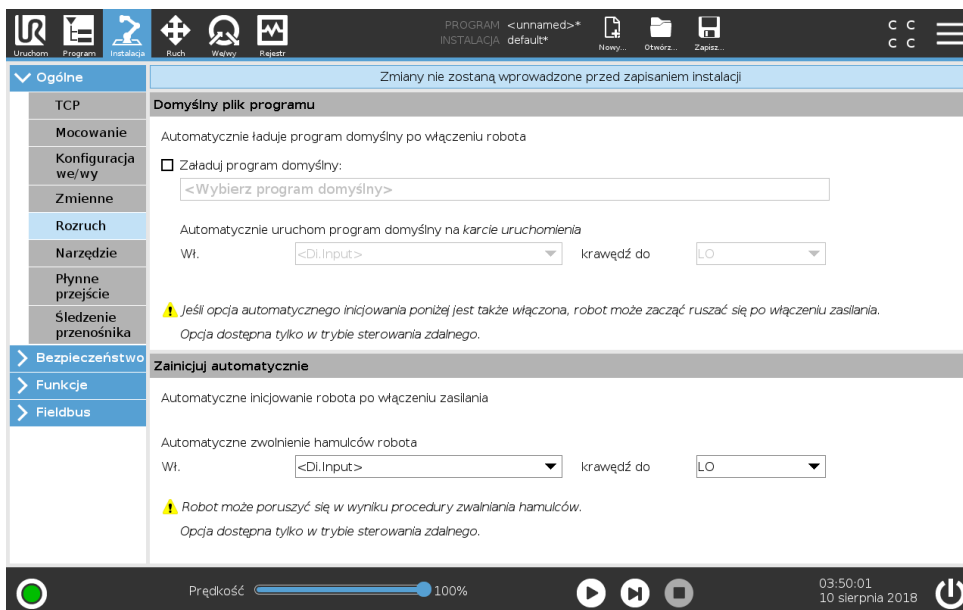 PROGRAM <unnamed>*
INSTALACJA default*
C C
C C
Uruchom Program Instalacja Ruch We/wy Rejestr Nowy... Otwórz... Zapisz...
Ogólne
TCP
Mocowanie
Konfiguracja
we/wy
Zmienne
Rozruch
Narzędzie
Płynne
przejście
Śledzenie
przenośnika
Bezpieczeństwo
Funkcje
Fieldbus
Zmiany nie zostaną wprowadzone przed zapisaniem instalacji
Domyślny plik programu
Automatycznie ładuje program domyślny po włączeniu robota
Załaduj program domyślny:
<Wybierz program domyślny>
Automatycznie uruchom program domyślny na karcie uruchomienia
Wł. <Di.Input> krawędź do LO
Jeśli opcja automatycznego inicjowania poniżej jest także włączona, robot może zacząć ruszać się po włączeniu zasilania.
Opcja dostępna tylko w trybie sterowania zdalnego.
Zainicjuj automatycznie
Automatyczne inicjowanie robota po włączeniu zasilania
Automatyczne zwolnienie hamulców robota
Wł. <Di.Input> krawędź do LO
Robot może poruszyć się w wyniku procedury zwalniania hamulców.
Opcja dostępna tylko w trybie sterowania zdalnego.
Prędkość 100%
03:50:01
10 sierpnia 2018